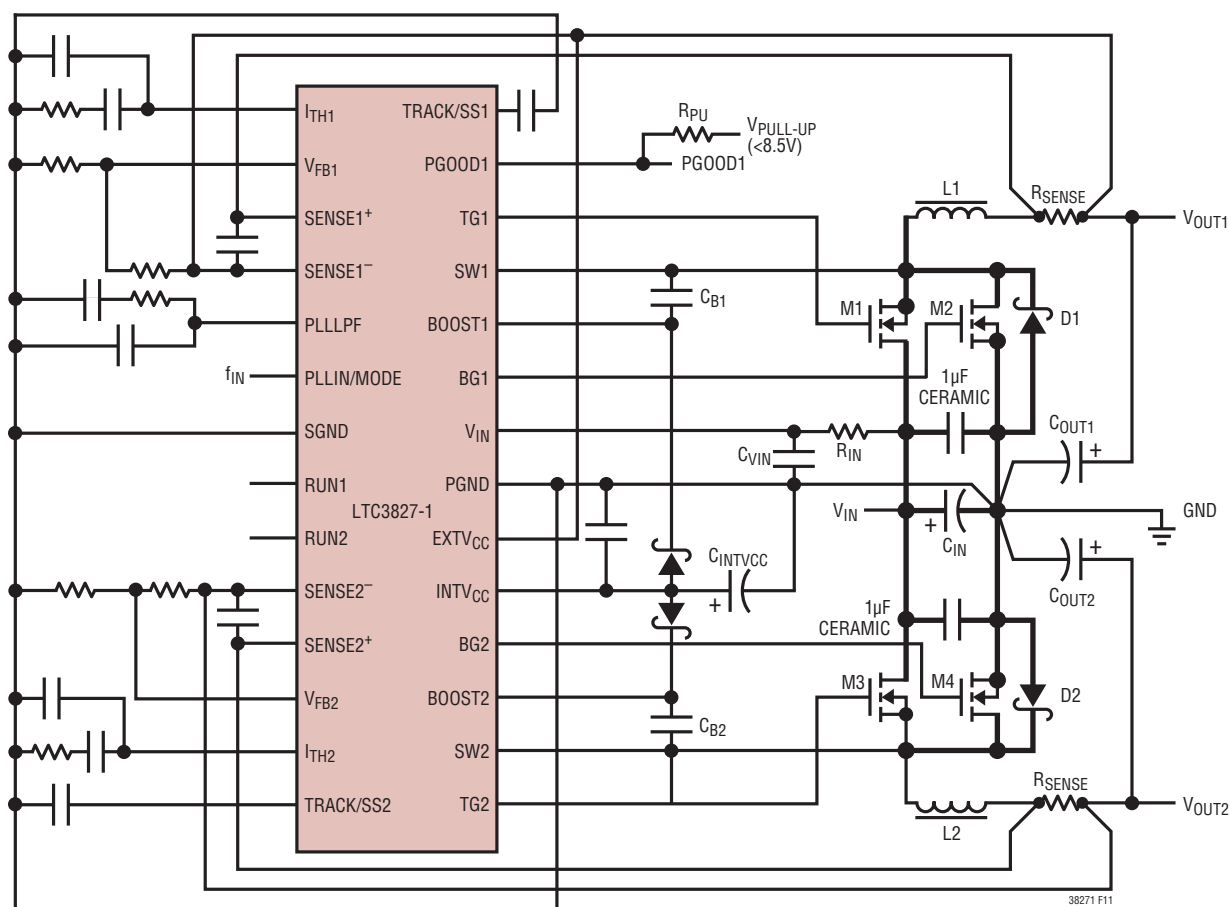 I_TH1
V_FB1
SENSE1+
SENSE1–
PLLLPF
f_IN
PLLIN/MODE
SGND
RUN1
LTC3827-1
RUN2
SENSE2–
SENSE2+
V_FB2
I_TH2
TRACK/SS2
TRACK/SS1
PGOOD1
TG1
SW1
BOOST1
BG1
V_IN
PGND
EXTV_CC
INTV_CC
BG2
BOOST2
SW2
TG2
R_PU
V_PULL-UP
(<8.5V)
PGOOD1
C_B1
C_VIN
R_IN
C_INTVCC
+
C_B2
L1
R_SENSE
V_OUT1
M1
M2
D1
1µF
CERAMIC
C_OUT1
+
V_IN
+
C_IN
GND
+
C_OUT2
1µF
CERAMIC
M3
M4
D2
R_SENSE
V_OUT2
L2
38271 F11